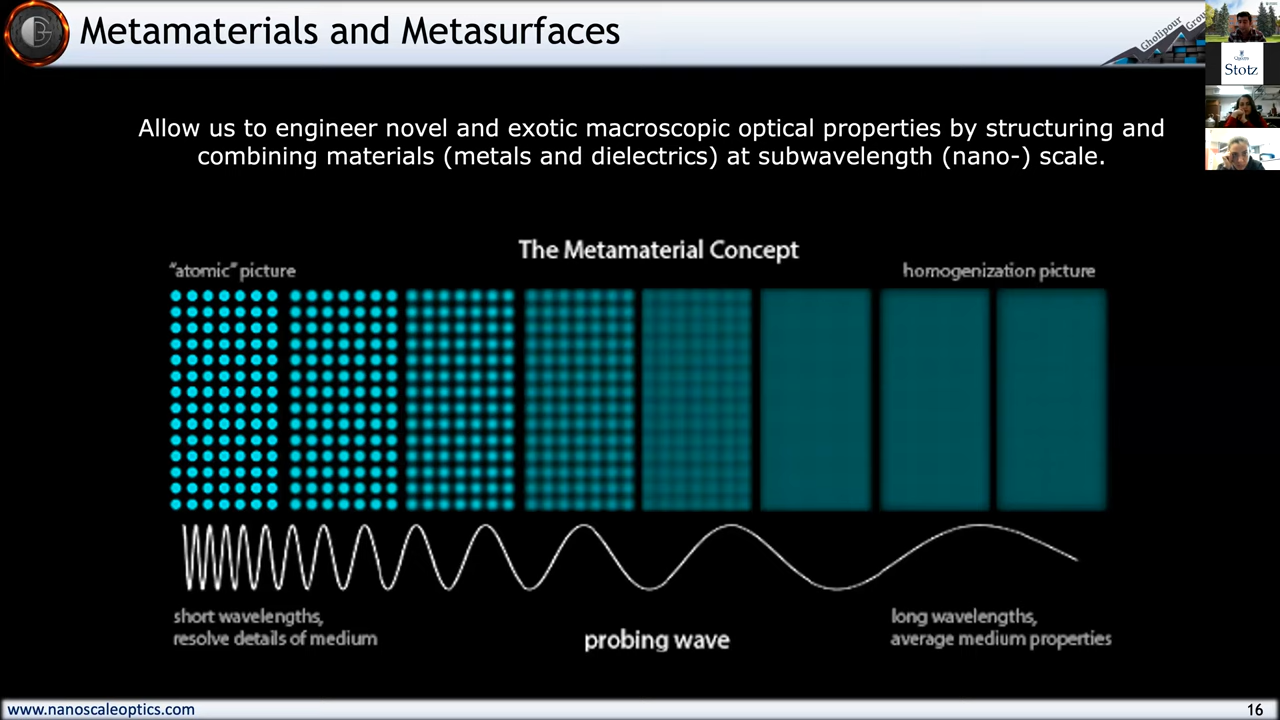 Metamaterials and Metasurfaces
Gholipour Group
Stotz
Allow us to engineer novel and exotic macroscopic optical properties by structuring and
combining materials (metals and dielectrics) at subwavelength (nano-) scale.
The Metamaterial Concept
"atomic" picture
homogenization picture
short wavelengths,
resolve details of medium
probing wave
long wavelengths,
average medium properties
www.nanoscaleoptics.com
16